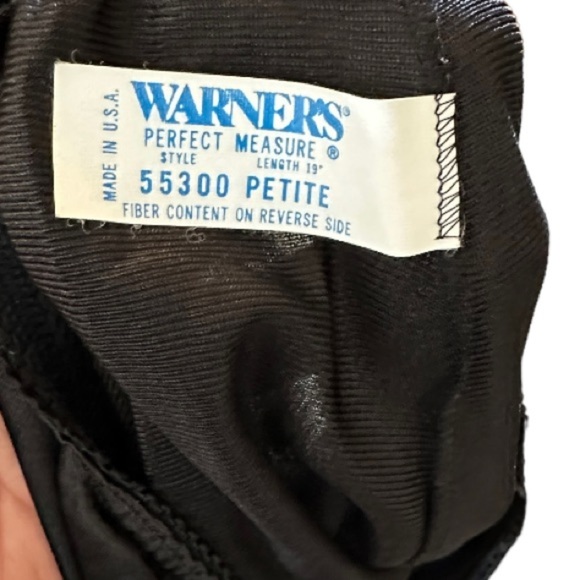 MADE IN U.S.A.
WARNER'S®
PERFECT MEASURE ®
STYLE LENGTH 19"
55300 PETITE
FIBER CONTENT ON REVERSE SIDE